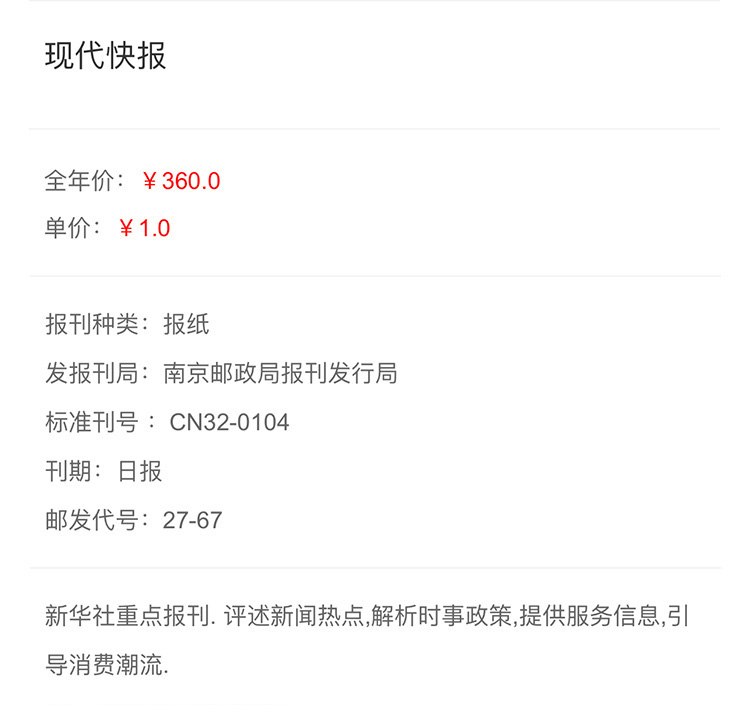 现代快报
全年价：￥360.0
单价：￥1.0
报刊种类：报纸
发报刊局：南京邮政局报刊发行局
标准刊号 ：CN32-0104
刊期：日报
邮发代号：27-67
新华社重点报刊. 评述新闻热点,解析时事政策,提供服务信息,引
导消费潮流.